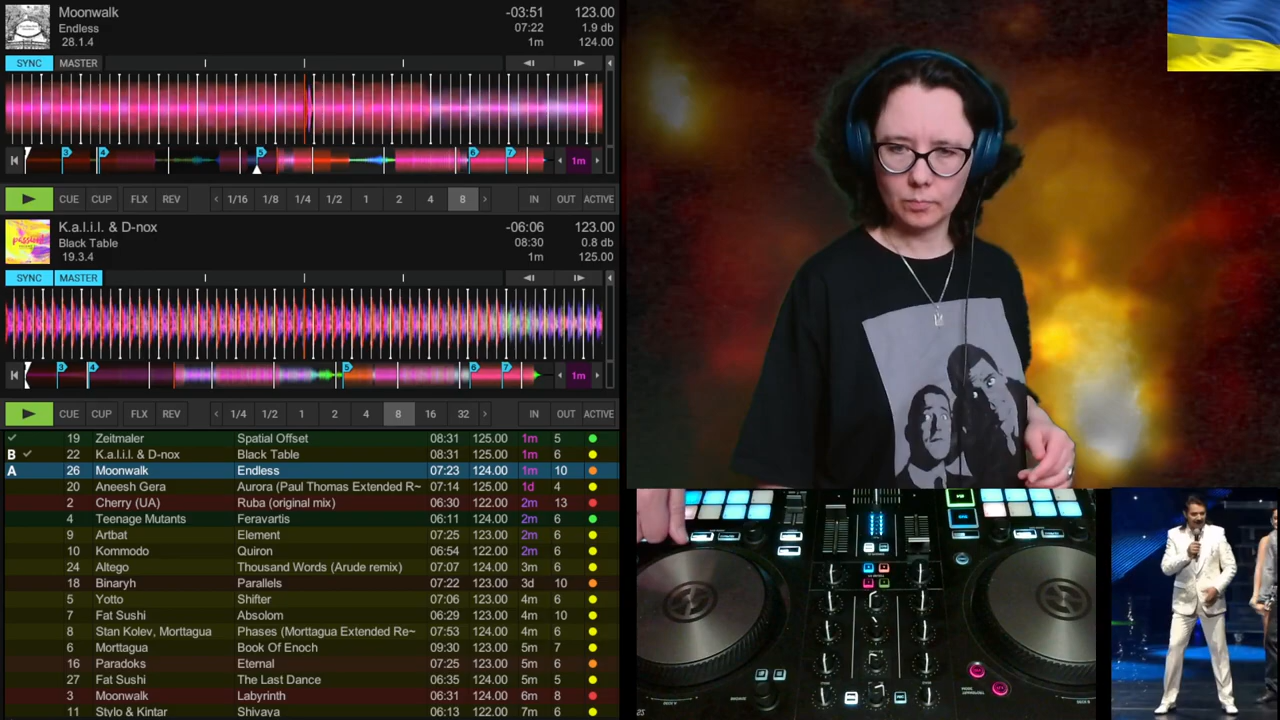 Moonwalk -03:51 123.00
Endless 07:22 1.9 db
28.1.4 1m 124.00
SYNC MASTER
3 4 5 6 7 1m
CUE CUP FLX REV 1/16 1/8 1/4 1/2 1 2 4 8 IN OUT ACTIVE
K.a.l.i.l. & D-nox -06:06 123.00
Black Table 08:30 0.8 db
19.3.4 1m 125.00
SYNC MASTER
3 4 5 6 7 1m
CUE CUP FLX REV 1/4 1/2 1 2 4 8 16 32 IN OUT ACTIVE
19 Zeitmaler Spatial Offset 08:31 125.00 1m 5
B 22 K.a.l.i.l. & D-nox Black Table 08:31 125.00 1m 6
A 26 Moonwalk Endless 07:23 124.00 1m 10
20 Aneesh Gera Aurora (Paul Thomas Extended R~ 07:14 125.00 1d 4
2 Cherry (UA) Ruba (original mix) 06:30 122.00 2m 13
4 Teenage Mutants Feravartis 06:11 124.00 2m 6
9 Artbat Element 07:25 123.00 2m 6
10 Kommodo Quiron 06:54 122.00 2m 6
24 Altego Thousand Words (Arude remix) 07:07 124.00 3m 6
18 Binaryh Parallels 07:22 123.00 3d 10
5 Yotto Shifter 07:06 123.00 4m 6
7 Fat Sushi Absolom 06:29 123.00 4m 10
8 Stan Kolev, Morttagua Phases (Morttagua Extended Re~ 07:53 124.00 4m 6
6 Morttagua Book Of Enoch 09:30 123.00 5m 7
16 Paradoks Eternal 07:25 123.00 5m 6
27 Fat Sushi The Last Dance 06:35 124.00 5m 5
3 Moonwalk Labyrinth 06:31 124.00 6m 8
11 Stylo & Kintar Shivaya 06:13 122.00 7m 6